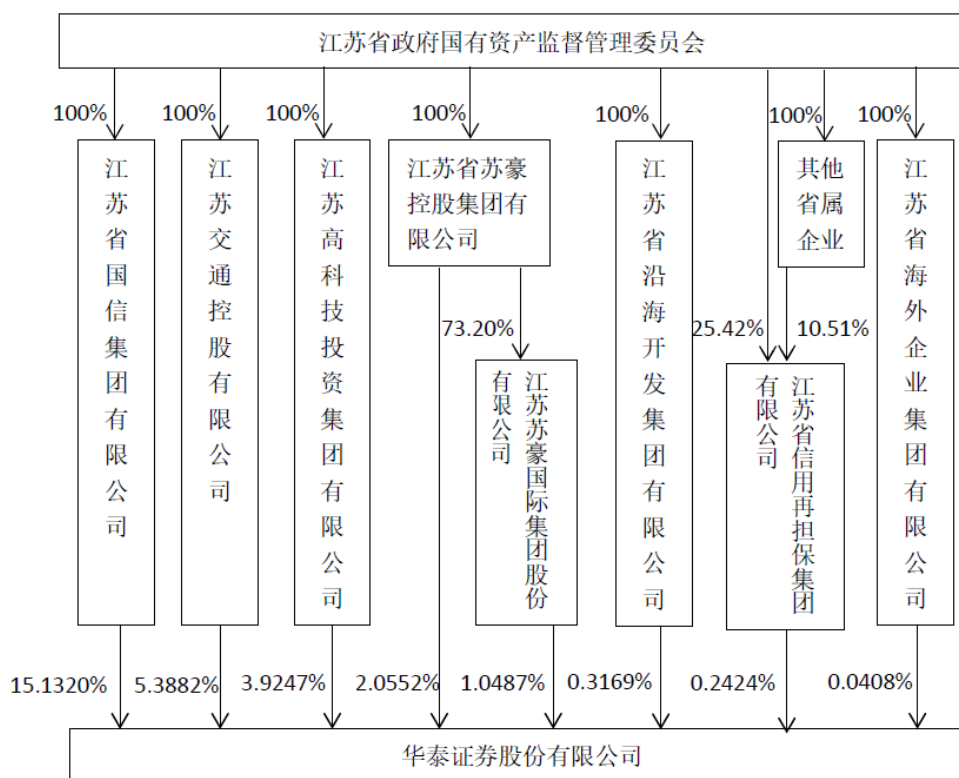 江苏省政府国有资产监督管理委员会
100%
100%
100%
100%
100%
100%
100%
江苏省国信集团有限公司
江苏交通控股有限公司
江苏高科技投资集团有限公司
江苏省苏豪
控股集团有
限公司
江苏省沿海开发集团有限公司
其他
省属
企业
江苏省海外企业集团有限公司
73.20%
25.42%
10.51%
江苏苏豪国际集团股份
有限公司
江苏省信用再担保集团
有限公司
15.1320%
5.3882%
3.9247%
2.0552%
1.0487%
0.3169%
0.2424%
0.0408%
华泰证券股份有限公司